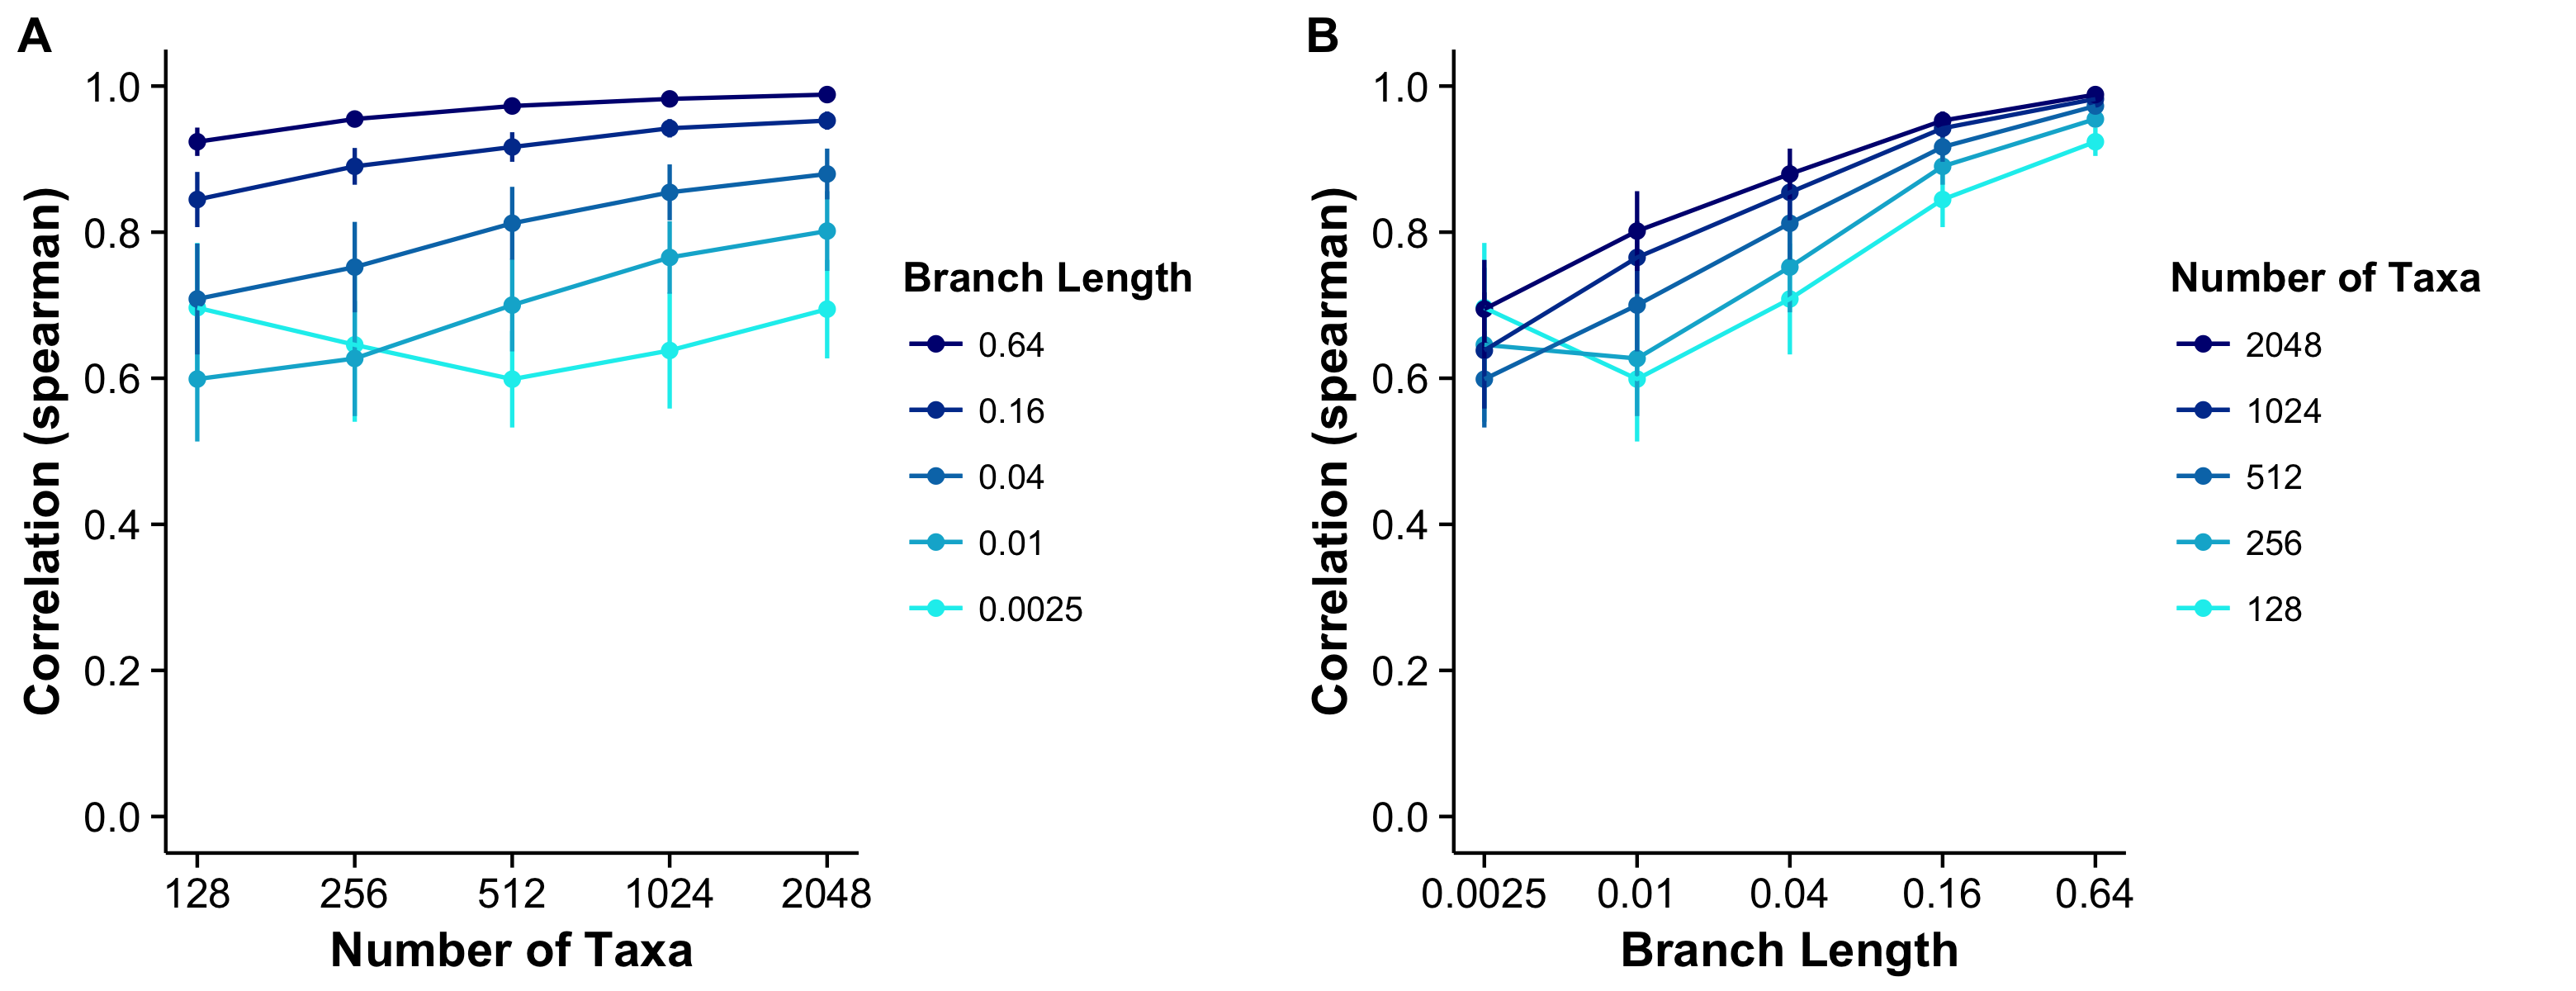 A
Correlation (spearman)
1.0
0.8
0.6
0.4
0.2
0.0
128 256 512 1024 2048
Number of Taxa
Branch Length
0.64
0.16
0.04
0.01
0.0025
B
Correlation (spearman)
1.0
0.8
0.6
0.4
0.2
0.0
0.0025 0.01 0.04 0.16 0.64
Branch Length
Number of Taxa
2048
1024
512
256
128